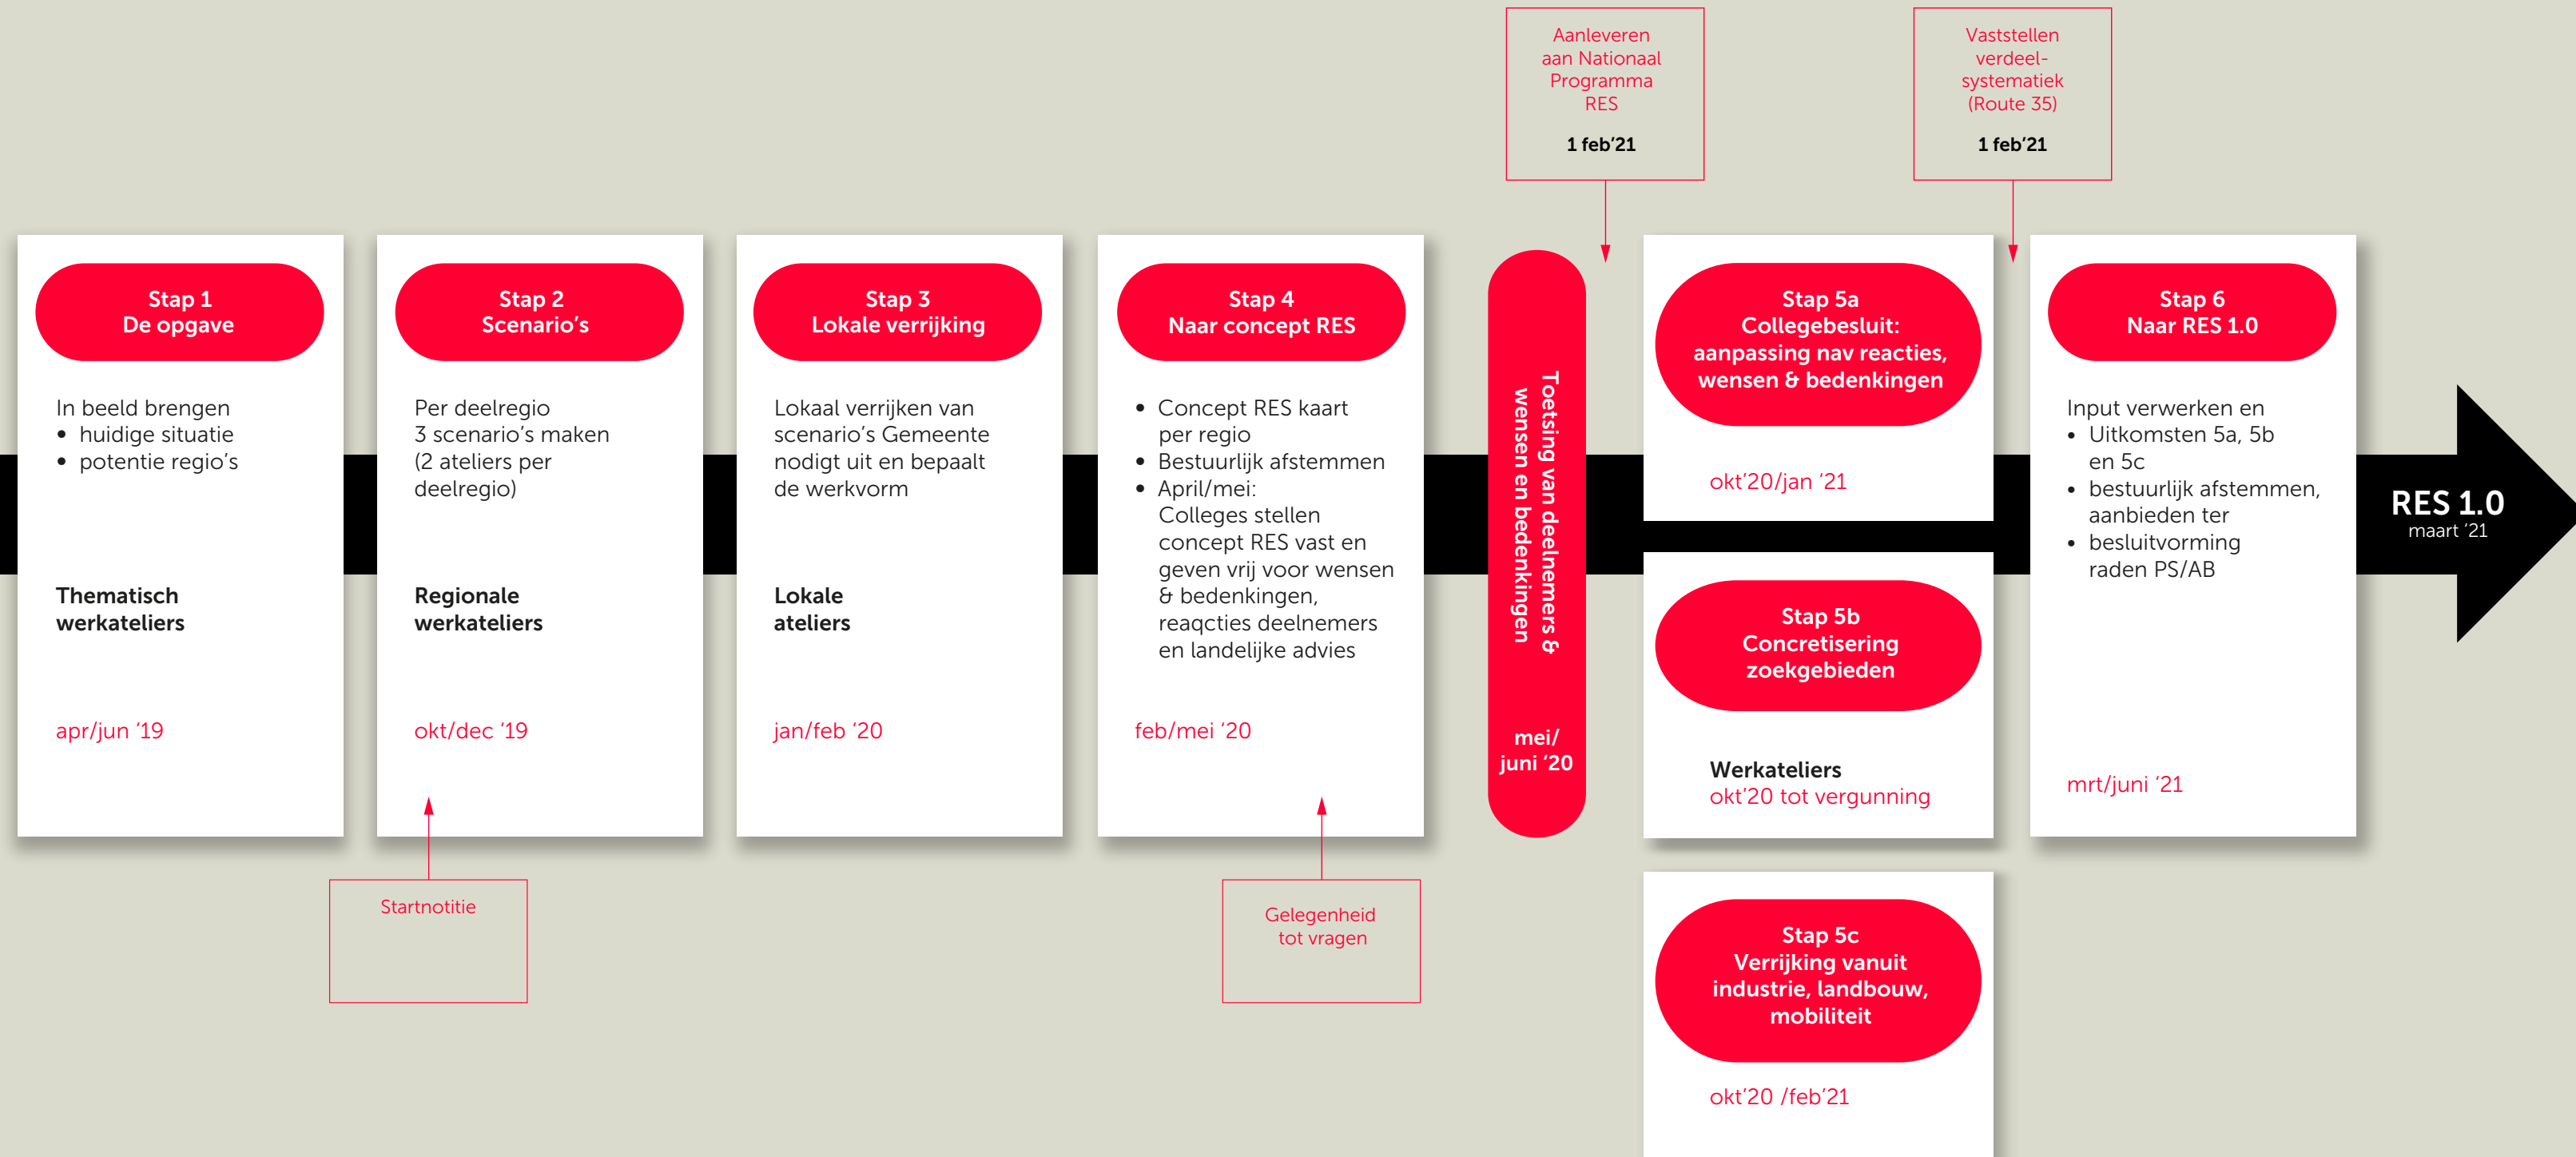 Aanleveren
aan Nationaal
Programma
RES
1 feb’21
Vaststellen
verdeel-
systematiek
(Route 35)
1 feb’21
Stap 1
De opgave
In beeld brengen
• huidige situatie
• potentie regio’s
Thematisch
werkateliers
apr/jun ‘19
Stap 2
Scenario’s
Per deelregio
3 scenario’s maken
(2 ateliers per
deelregio)
Regionale
werkateliers
okt/dec ‘19
Startnotitie
Stap 3
Lokale verrijking
Lokaal verrijken van
scenario’s Gemeente
nodigt uit en bepaalt
de werkvorm
Lokale
ateliers
jan/feb ‘20
Stap 4
Naar concept RES
• Concept RES kaart
per regio
• Bestuurlijk afstemmen
• April/mei:
Colleges stellen
concept RES vast en
geven vrij voor wensen
& bedenkingen,
reaqcties deelnemers
en landelijke advies
feb/mei ‘20
Gelegenheid
tot vragen
Toetsing van deelnemers &
wensen en bedenkingen
mei/
juni ‘20
Stap 5a
Collegebesluit:
aanpassing nav reacties,
wensen & bedenkingen
okt’20/jan ‘21
Stap 5b
Concretisering
zoekgebieden
Werkateliers
okt’20 tot vergunning
Stap 5c
Verrijking vanuit
industrie, landbouw,
mobiliteit
okt’20 /feb’21
Stap 6
Naar RES 1.0
Input verwerken en
• Uitkomsten 5a, 5b
en 5c
• bestuurlijk afstemmen,
aanbieden ter
• besluitvorming
raden PS/AB
mrt/juni ‘21
RES 1.0
maart ‘21